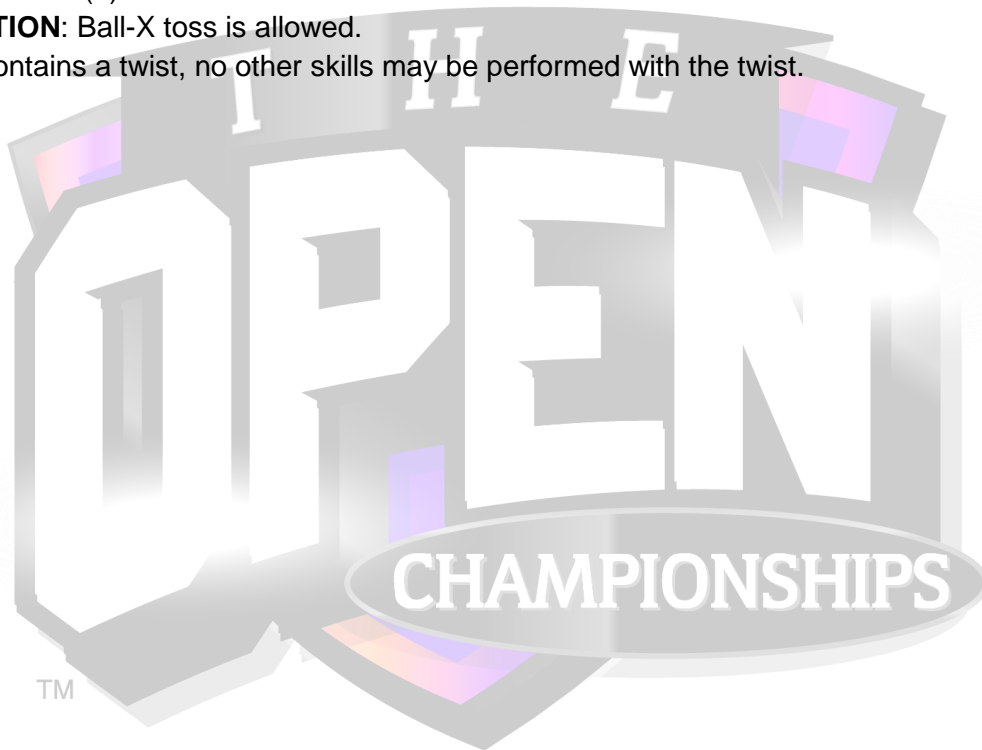 TION: Ball-X toss is allowed.
ontains a twist, no other skills may be performed with the twist.
THE
OPEN
CHAMPIONSHIPS
TM